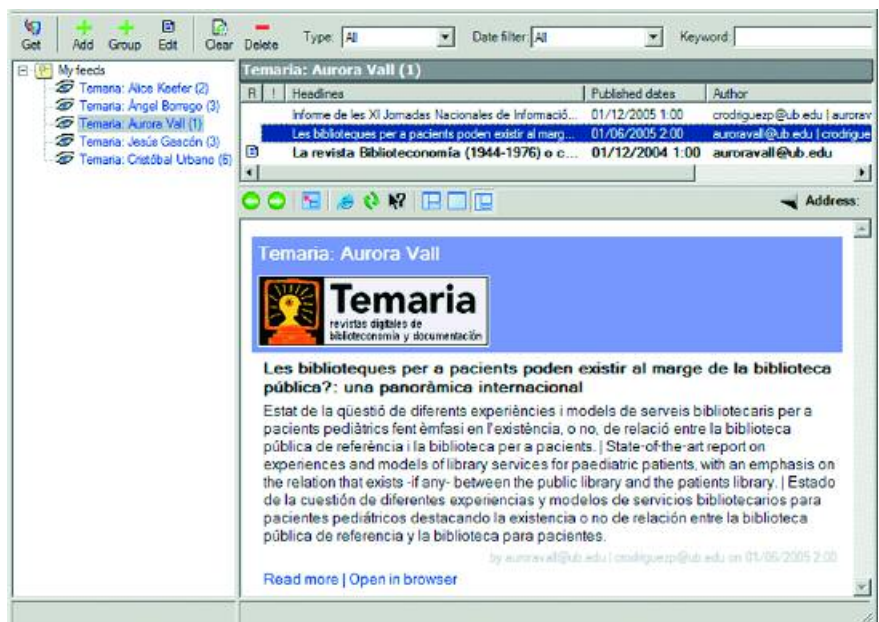 Get Add Group Edit Clear Delete Type: All Date filter: All Keyword:
My feeds
Temaria: Alice Keefer (2)
Temaria: Ángel Borrego (3)
Temaria: Aurora Vall (1)
Temaria: Jesús Gascón (3)
Temaria: Cristóbal Urbano (6)
Temaria: Aurora Vall (1)
R ! Headlines Published dates Author
Informe de les XI Jornadas Nacionales de Informació... 01/12/2005 1:00 crodriguezp@ub.edu | aurorav
Les biblioteques per a pacients poden existir al marg... 01/06/2005 2:00 auroravall@ub.edu | crodrigue
La revista Biblioteconomía (1944-1976) o c... 01/12/2004 1:00 auroravall@ub.edu
Address:
Temaria: Aurora Vall
Temaria
revistas digitales de
biblioteconomía y documentación
Les biblioteques per a pacients poden existir al marge de la biblioteca
pública?: una panoràmica internacional
Estat de la qüestió de diferents experiències i models de serveis bibliotecaris per a
pacients pediàtrics fent èmfasi en l'existència, o no, de relació entre la biblioteca
pública de referència i la biblioteca per a pacients. | State-of-the-art report on
experiences and models of library services for paediatric patients, with an emphasis on
the relation that exists -if any- between the public library and the patients library. | Estado
de la cuestión de diferentes experiencias y modelos de servicios bibliotecarios para
pacientes pediátricos destacando la existencia o no de relación entre la biblioteca
pública de referencia y la biblioteca para pacientes.
by auroravall@ub.edu | crodriguezp@ub.edu on 01/06/2005 2:00
Read more | Open in browser